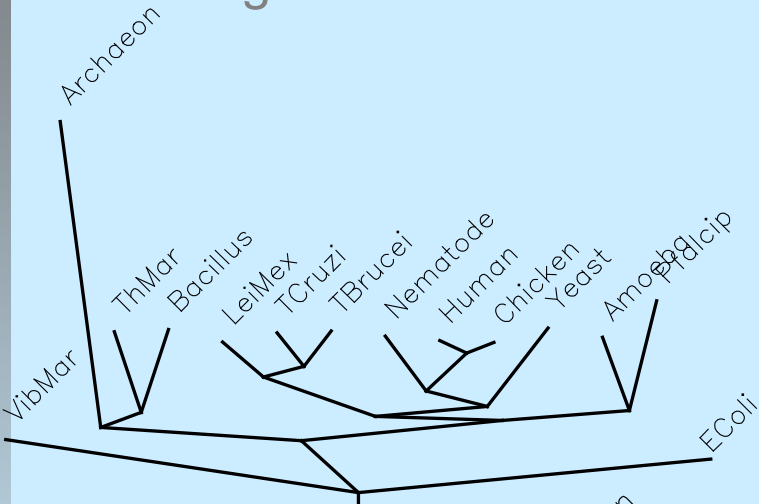 Archaeon
ThMar
Bacillus
LeiMex
TCruzi
TBrucei
Nematode
Human
Chicken
Yeast
Amoeba
Pfalcip
VibMar
EColi